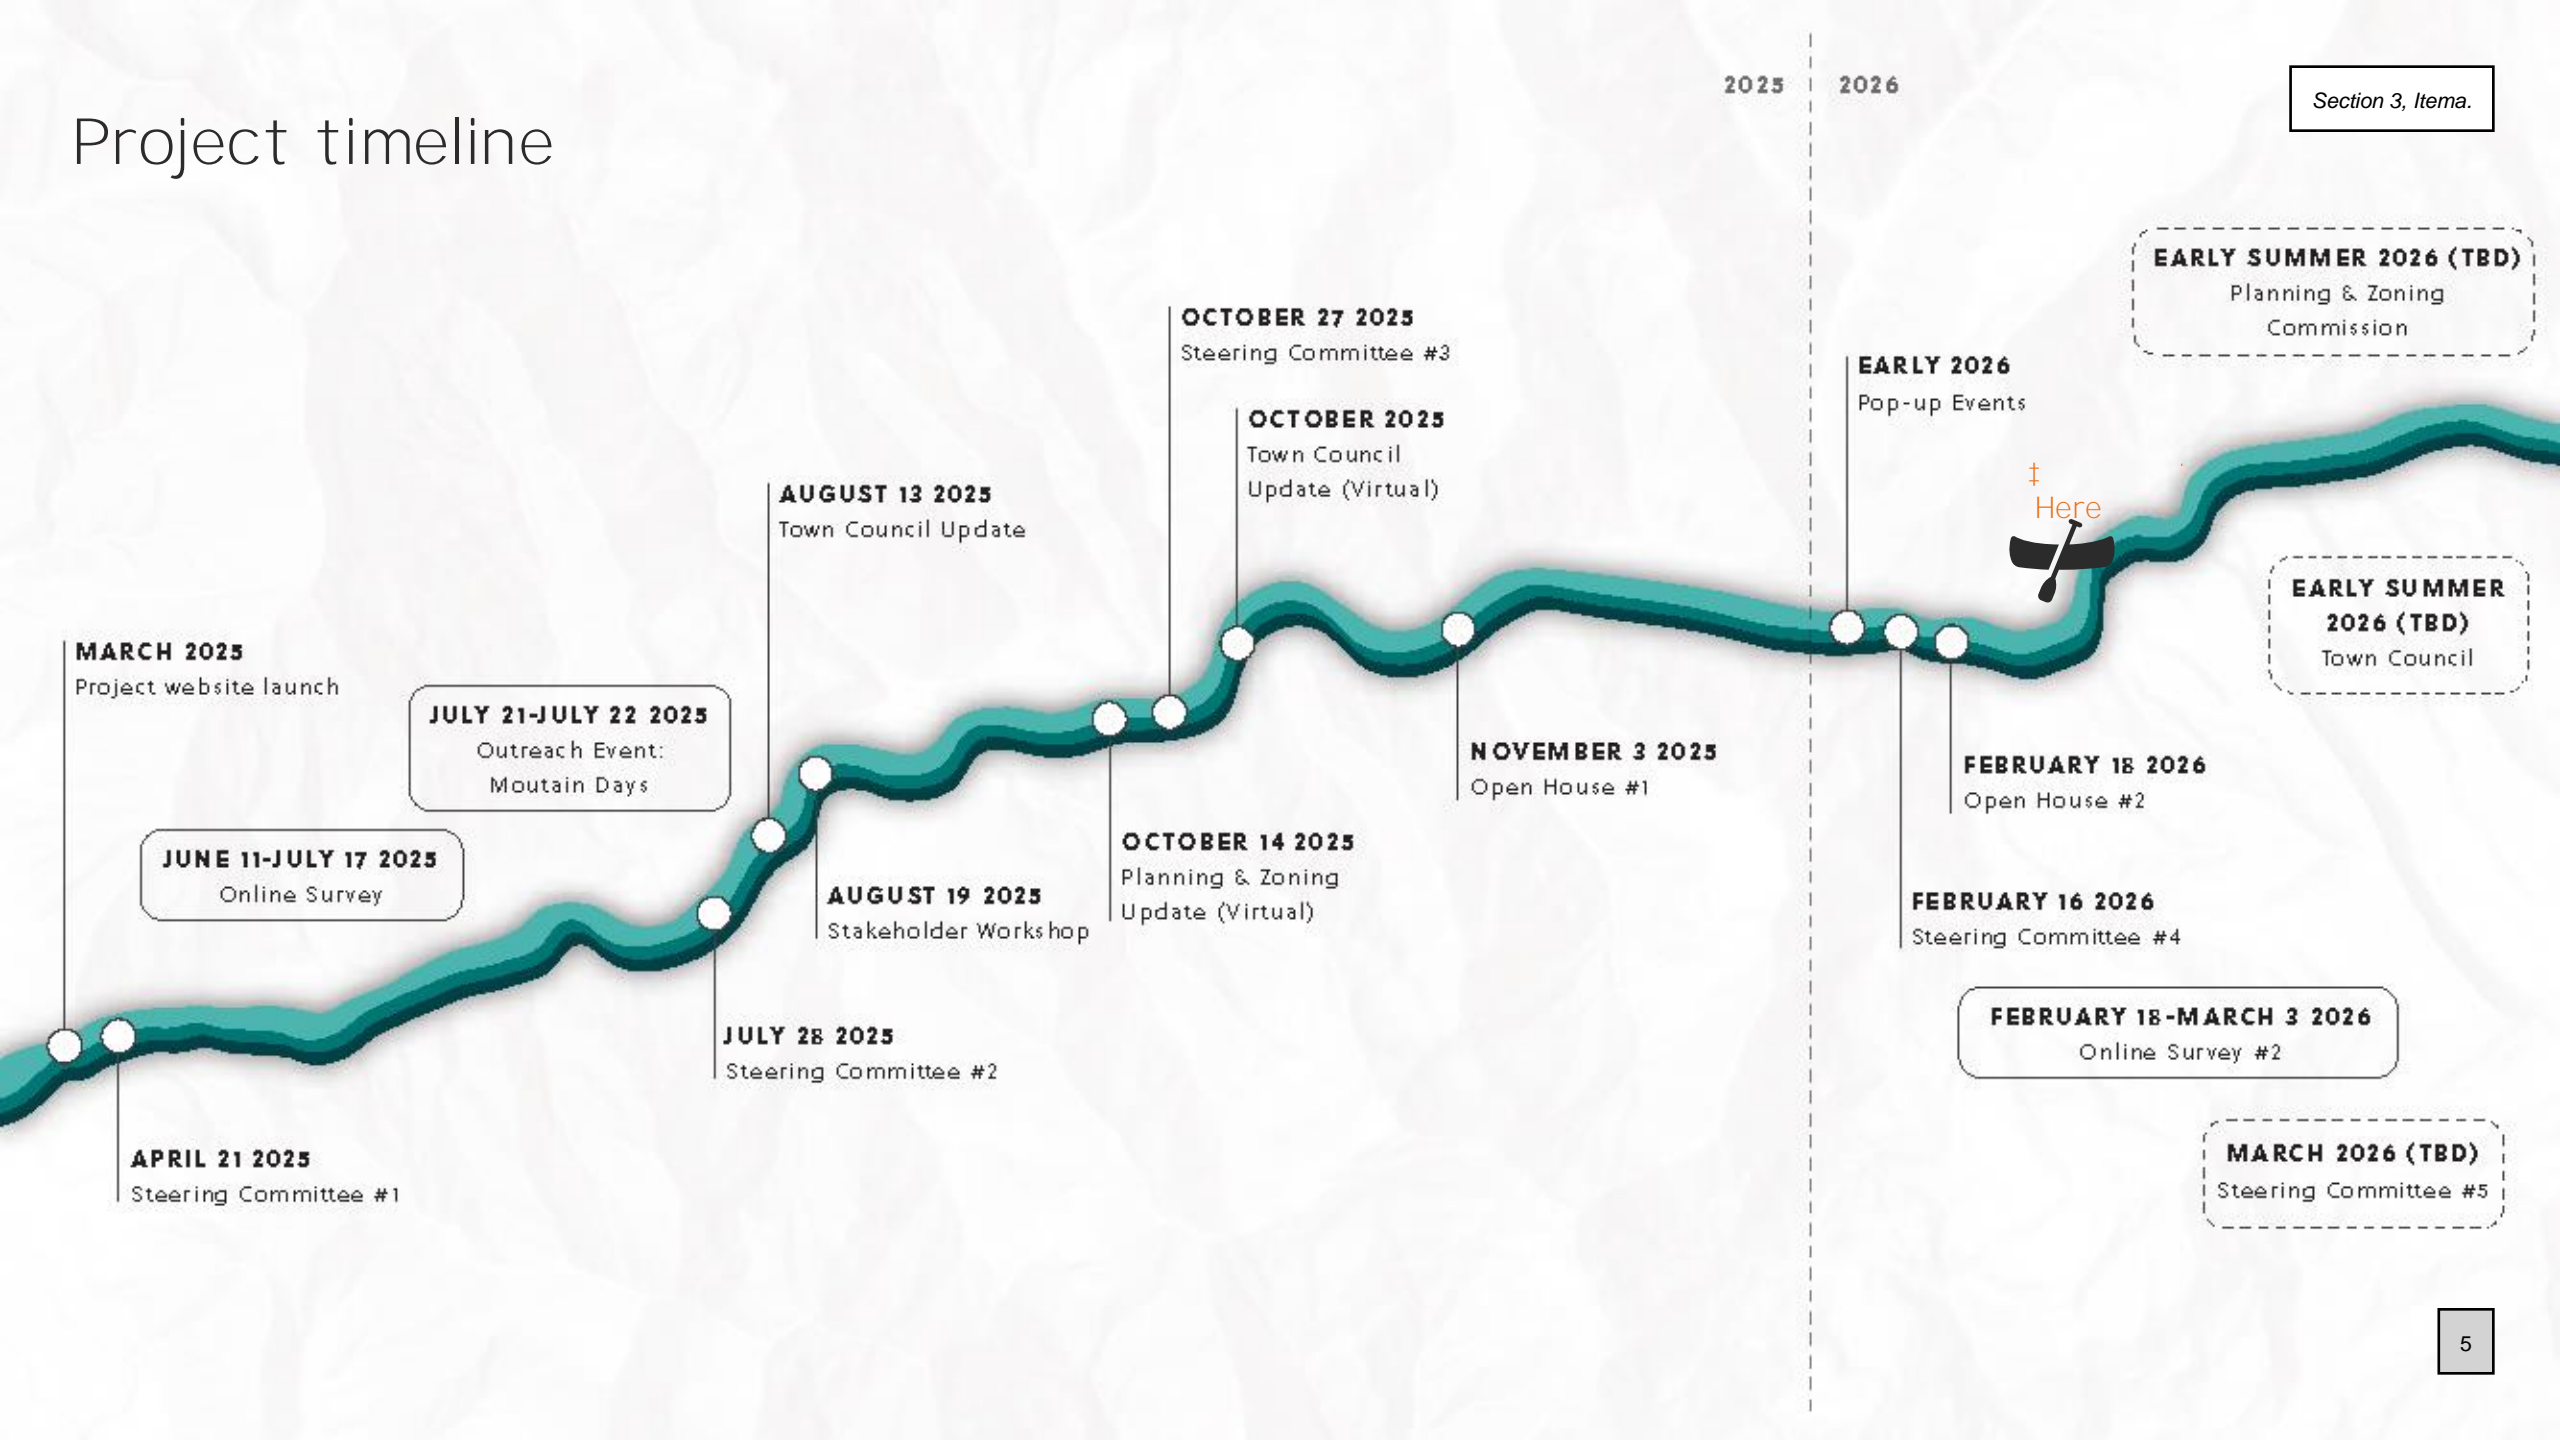 2025
2026
Section 3, Itema.
Project timeline
EARLY SUMMER 2026 (TBD)
Planning & Zoning
Commission
OCTOBER 27 2025
Steering Committee #3
EARLY 2026
Pop-up Events
OCTOBER 2025
Town Council
Update (Virtual)
‡
Here
AUGUST 13 2025
Town Council Update
EARLY SUMMER
2026 (TBD)
Town Council
MARCH 2025
Project website launch
JULY 21-JULY 22 2025
Outreach Event:
Moutain Days
NOVEMBER 3 2025
Open House #1
FEBRUARY 18 2026
Open House #2
JUNE 11-JULY 17 2025
Online Survey
OCTOBER 14 2025
Planning & Zoning
Update (Virtual)
AUGUST 19 2025
Stakeholder Workshop
FEBRUARY 16 2026
Steering Committee #4
JULY 28 2025
Steering Committee #2
FEBRUARY 18-MARCH 3 2026
Online Survey #2
APRIL 21 2025
Steering Committee #1
MARCH 2026 (TBD)
Steering Committee #5
5